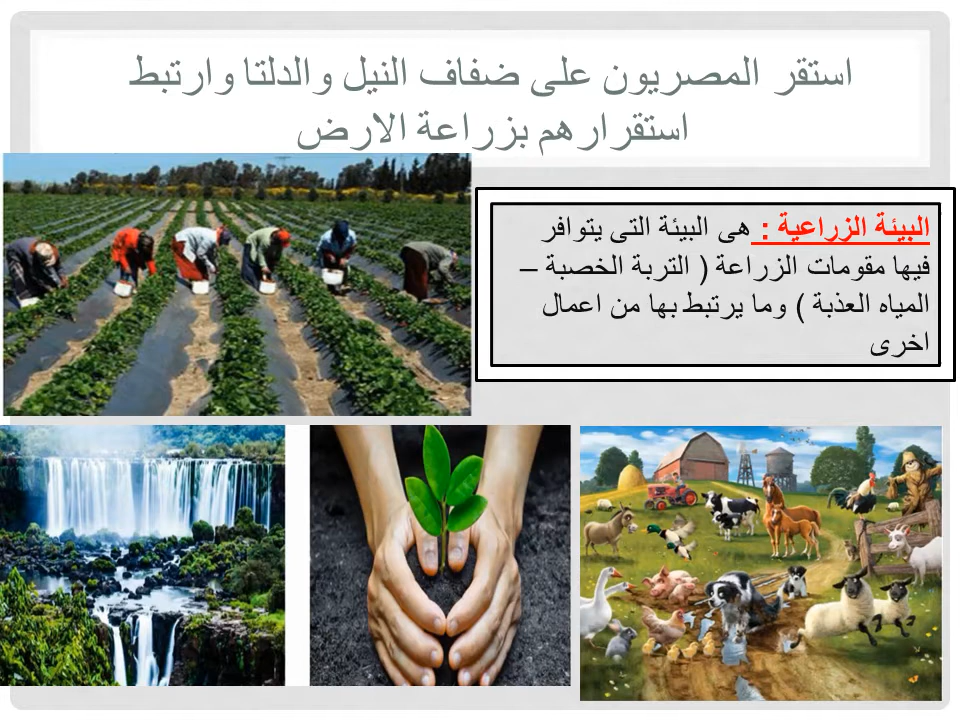 استقر المصريون على ضفاف النيل والدلتا وارتبط
استقرارهم بزراعة الارض
البيئة الزراعية : هى البيئة التى يتوافر
فيها مقومات الزراعة ( التربة الخصبة –
المياه العذبة ) وما يرتبط بها من اعمال
اخرى